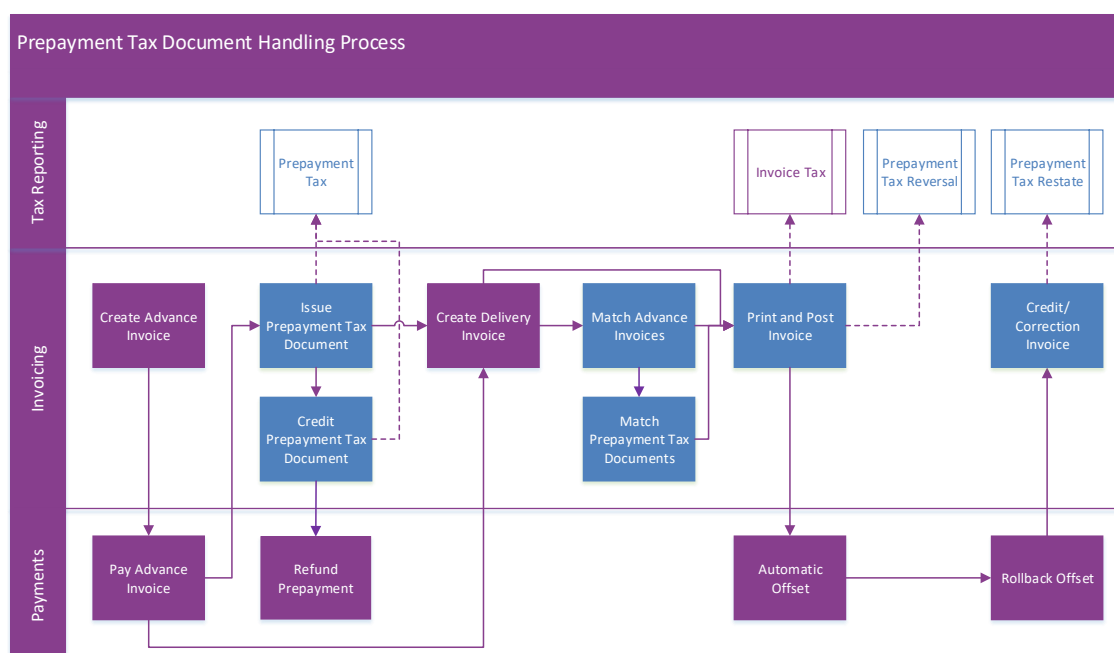 Prepayment Tax Document Handling Process
Tax Reporting
Prepayment
Tax
Invoice Tax
Prepayment
Tax Reversal
Prepayment
Tax Restate
Invoicing
Create Advance
Invoice
Issue
Prepayment Tax
Document
Create Delivery
Invoice
Match Advance
Invoices
Print and Post
Invoice
Credit/
Correction
Invoice
Credit
Prepayment Tax
Document
Match
Prepayment Tax
Documents
Payments
Pay Advance
Invoice
Refund
Prepayment
Automatic
Offset
Rollback Offset